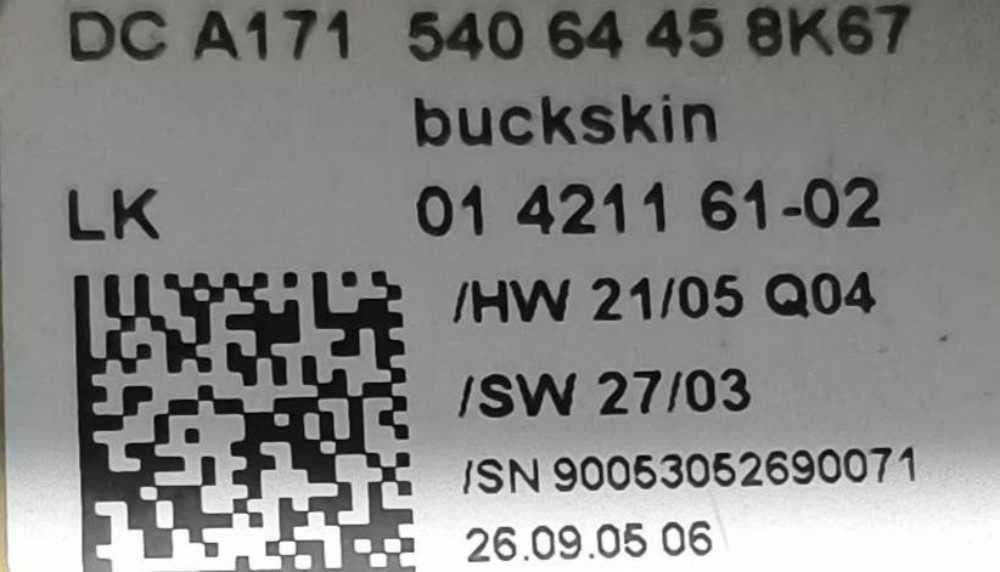 DC A171 540 64 45 8K67
buckskin
LK 01 4211 61-02
/HW 21/05 Q04
/SW 27/03
/SN 90053052690071
26.09.05 06